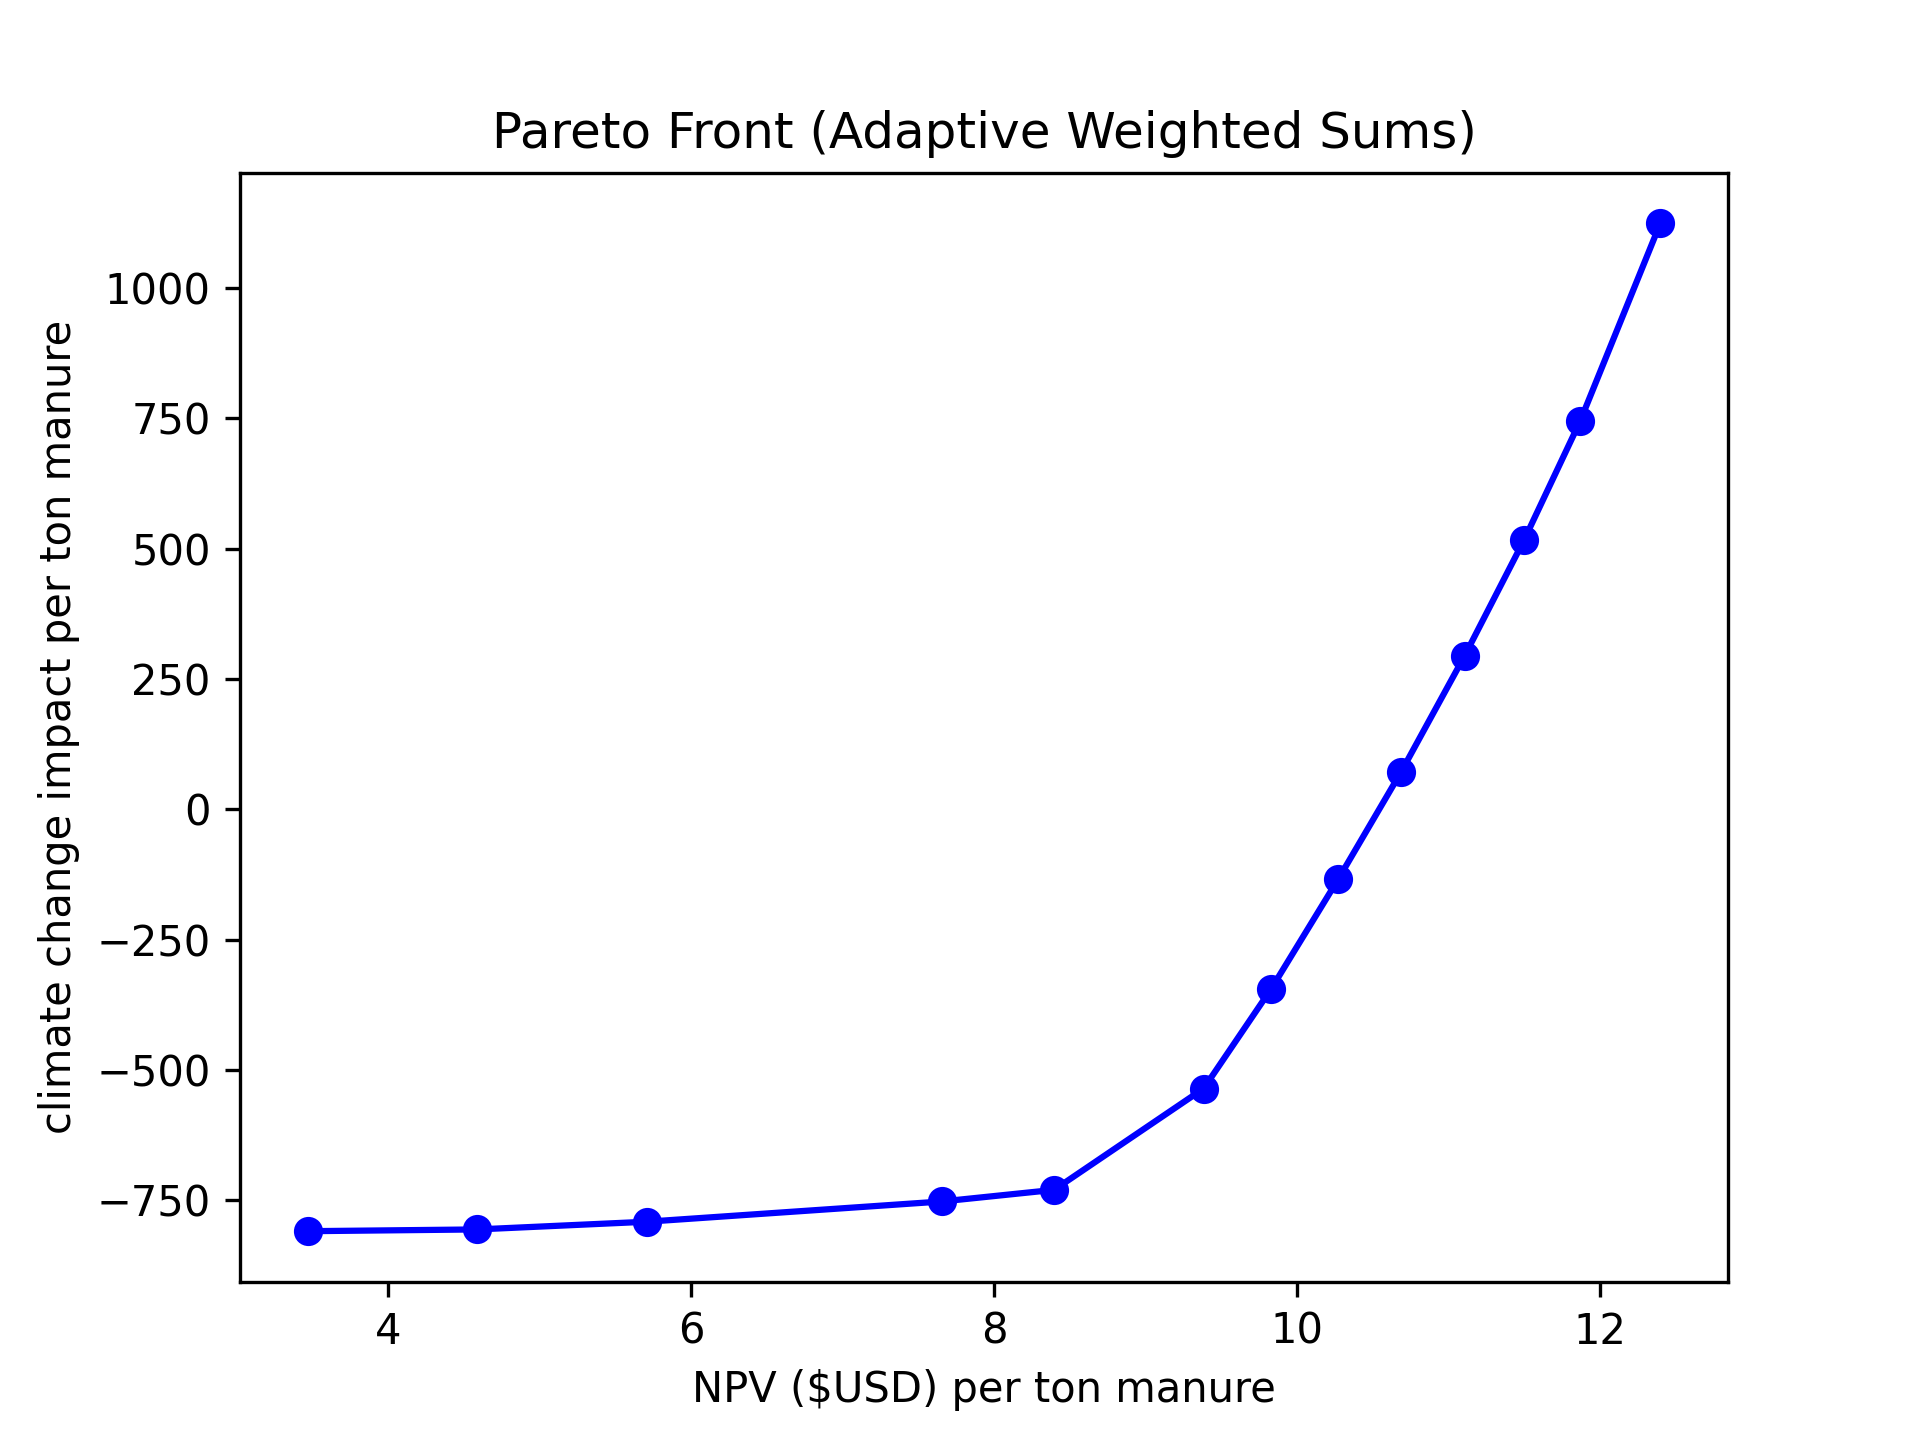 Pareto Front (Adaptive Weighted Sums)
climate change impact per ton manure
1000
750
500
250
0
−250
−500
−750
4 6 8 10 12
NPV ($USD) per ton manure